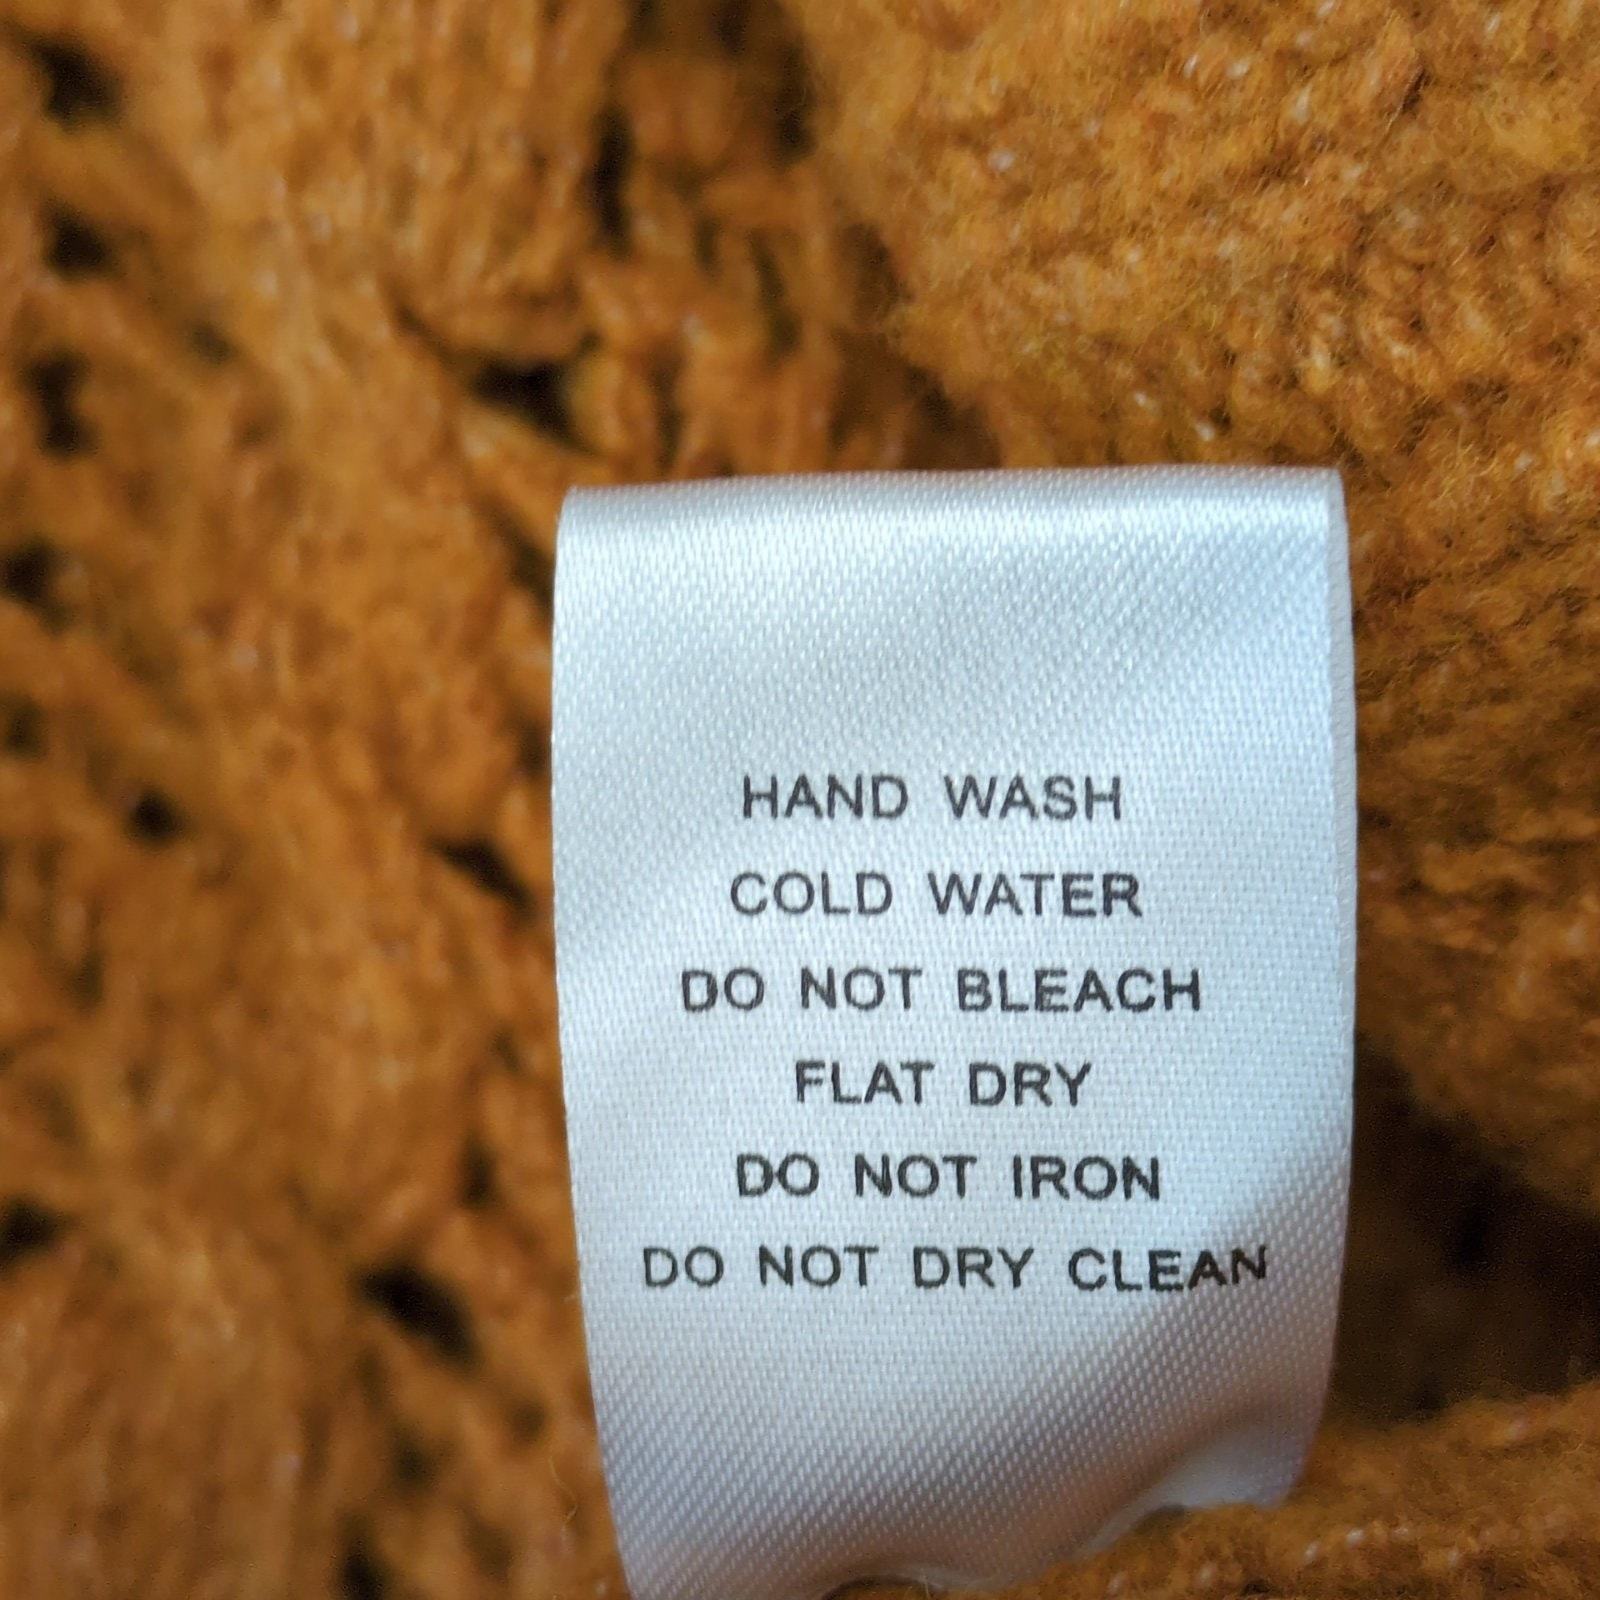 HAND WASH
COLD WATER
DO NOT BLEACH
FLAT DRY
DO NOT IRON
DO NOT DRY CLEAN